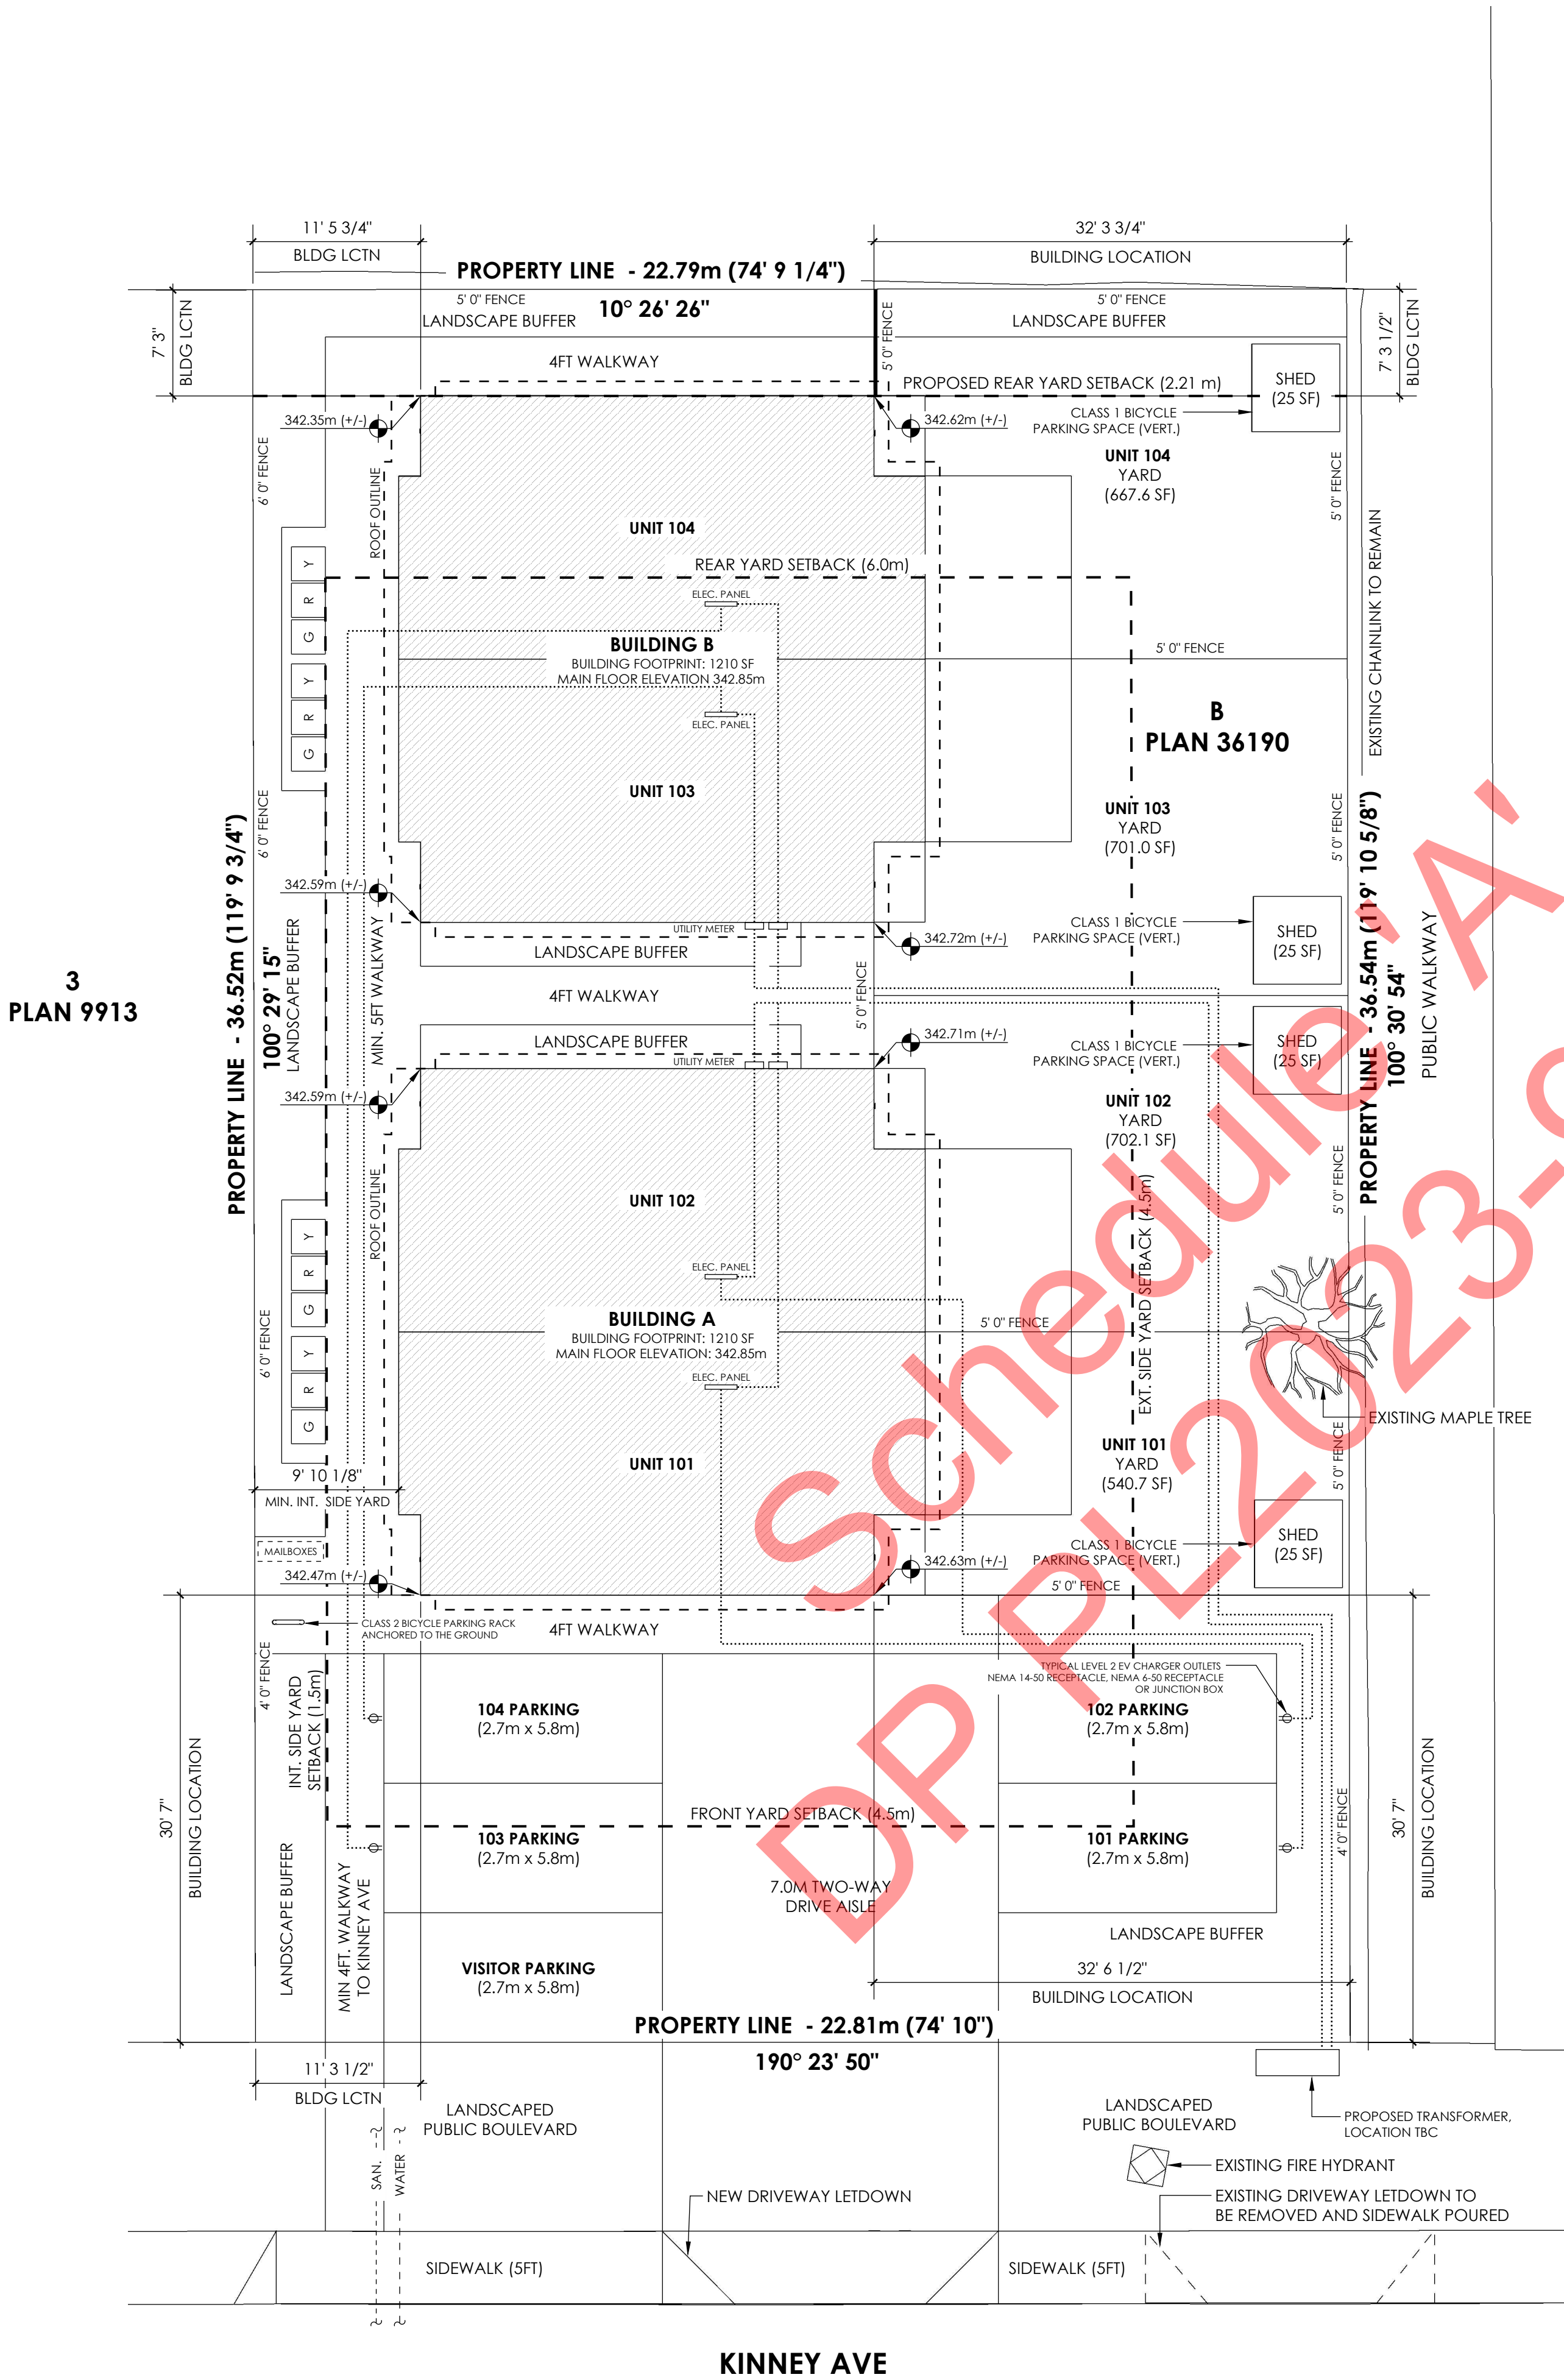 11' 5 3/4"
BLDG LCTN
32' 3 3/4"
BUILDING LOCATION
PROPERTY LINE - 22.79m (74' 9 1/4")
10° 26' 26"
5' 0" FENCE
LANDSCAPE BUFFER
5' 0" FENCE
5' 0" FENCE
LANDSCAPE BUFFER
7' 3"
BLDG LCTN
7' 3 1/2"
BLDG LCTN
4FT WALKWAY
PROPOSED REAR YARD SETBACK (2.21 m)
SHED
(25 SF)
342.35m (+/-)
342.62m (+/-)
CLASS 1 BICYCLE
PARKING SPACE (VERT.)
6' 0" FENCE
ROOF OUTLINE
UNIT 104
YARD
(667.6 SF)
5' 0" FENCE
EXISTING CHAINLINK TO REMAIN
UNIT 104
REAR YARD SETBACK (6.0m)
Y
R
G
Y
R
G
ELEC. PANEL
BUILDING B
BUILDING FOOTPRINT: 1210 SF
MAIN FLOOR ELEVATION 342.85m
5' 0" FENCE
ELEC. PANEL
B
PLAN 36190
UNIT 103
6' 0" FENCE
UNIT 103
YARD
(701.0 SF)
5' 0" FENCE
PROPERTY LINE - 36.52m (119' 9 3/4")
100° 29' 15"
LANDSCAPE BUFFER
342.59m (+/-)
MIN. 5FT WALKWAY
UTILITY METER
LANDSCAPE BUFFER
342.72m (+/-)
CLASS 1 BICYCLE
PARKING SPACE (VERT.)
SHED
(25 SF)
PROPERTY LINE - 36.54m (119' 10 5/8")
100° 30' 54"
PUBLIC WALKWAY
3
PLAN 9913
4FT WALKWAY
5' 0" FENCE
LANDSCAPE BUFFER
UTILITY METER
342.71m (+/-)
CLASS 1 BICYCLE
PARKING SPACE (VERT.)
SHED
(25 SF)
342.59m (+/-)
UNIT 102
YARD
(702.1 SF)
5' 0" FENCE
ROOF OUTLINE
UNIT 102
EXT. SIDE YARD SETBACK (4.5m)
Y
R
G
Y
R
G
ELEC. PANEL
BUILDING A
BUILDING FOOTPRINT: 1210 SF
MAIN FLOOR ELEVATION: 342.85m
5' 0" FENCE
6' 0" FENCE
ELEC. PANEL
EXISTING MAPLE TREE
UNIT 101
UNIT 101
YARD
(540.7 SF)
5' 0" FENCE
9' 10 1/8"
MIN. INT. SIDE YARD
MAILBOXES
342.47m (+/-)
342.63m (+/-)
CLASS 1 BICYCLE
PARKING SPACE (VERT.)
SHED
(25 SF)
5' 0" FENCE
CLASS 2 BICYCLE PARKING RACK
ANCHORED TO THE GROUND
4FT WALKWAY
4' 0" FENCE
INT. SIDE YARD
SETBACK (1.5m)
TYPICAL LEVEL 2 EV CHARGER OUTLETS
NEMA 14-50 RECEPTACLE, NEMA 6-50 RECEPTACLE
OR JUNCTION BOX
104 PARKING
(2.7m x 5.8m)
102 PARKING
(2.7m x 5.8m)
30' 7"
BUILDING LOCATION
30' 7"
BUILDING LOCATION
FRONT YARD SETBACK (4.5m)
103 PARKING
(2.7m x 5.8m)
101 PARKING
(2.7m x 5.8m)
4' 0" FENCE
7.0M TWO-WAY
DRIVE AISLE
LANDSCAPE BUFFER
MIN 4FT. WALKWAY
TO KINNEY AVE
LANDSCAPE BUFFER
VISITOR PARKING
(2.7m x 5.8m)
32' 6 1/2"
BUILDING LOCATION
PROPERTY LINE - 22.81m (74' 10")
190° 23' 50"
11' 3 1/2"
BLDG LCTN
LANDSCAPED
PUBLIC BOULEVARD
LANDSCAPED
PUBLIC BOULEVARD
PROPOSED TRANSFORMER,
LOCATION TBC
SAN.
WATER
EXISTING FIRE HYDRANT
NEW DRIVEWAY LETDOWN
EXISTING DRIVEWAY LETDOWN TO
BE REMOVED AND SIDEWALK POURED
SIDEWALK (5FT)
SIDEWALK (5FT)
KINNEY AVE
Schedule 'A'
DP PL2023-9